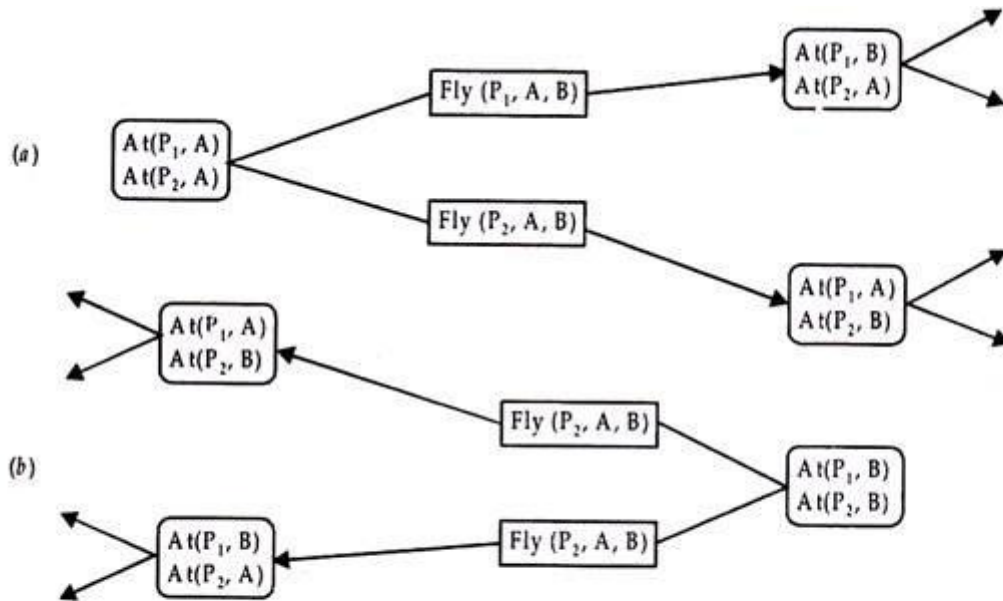 (a)
At(P₁, A)
At(P₂, A)
Fly (P₁, A, B)
At(P₁, B)
At(P₂, A)
Fly (P₂, A, B)
At(P₁, A)
At(P₂, B)
(b)
At(P₁, A)
At(P₂, B)
Fly (P₂, A, B)
At(P₁, B)
At(P₂, B)
At(P₁, B)
At(P₂, A)
Fly (P₂, A, B)